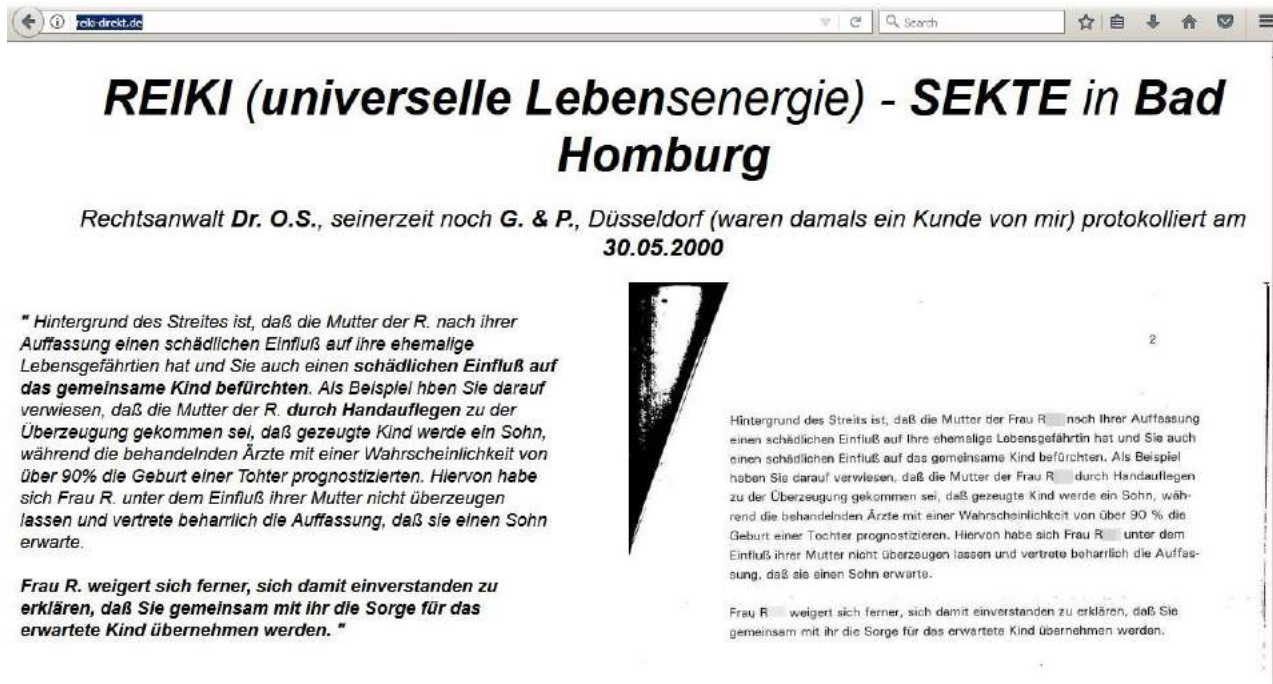 reiki-direkt.de
Search
REIKI (universelle Lebensenergie) - SEKTE in Bad
Homburg
Rechtsanwalt Dr. O.S., seinerzeit noch G. & P., Düsseldorf (waren damals ein Kunde von mir) protokolliert am
30.05.2000
" Hintergrund des Streites ist, daß die Mutter der R. nach ihrer
Auffassung einen schädlichen Einfluß auf ihre ehemalige
Lebensgefährtien hat und Sie auch einen schädlichen Einfluß auf
das gemeinsame Kind befürchten. Als Beispiel hben Sie darauf
verwiesen, daß die Mutter der R. durch Handauflegen zu der
Überzeugung gekommen sei, daß gezeugte Kind werde ein Sohn,
während die behandelnden Ärzte mit einer Wahrscheinlichkeit von
über 90% die Geburt einer Tohter prognostizierten. Hiervon habe
sich Frau R. unter dem Einfluß ihrer Mutter nicht überzeugen
lassen und vertrete beharrlich die Auffassung, daß sie einen Sohn
erwarte.
Frau R. weigert sich ferner, sich damit einverstanden zu
erklären, daß Sie gemeinsam mit ihr die Sorge für das
erwartete Kind übernehmen werden. "
2
Hintergrund des Streits ist, daß die Mutter der Frau R nach Ihrer Auffassung
einen schädlichen Einfluß auf Ihre ehemalige Lebensgefährtin hat und Sie auch
einen schädlichen Einfluß auf das gemeinsame Kind befürchten. Als Beispiel
haben Sie darauf verwiesen, daß die Mutter der Frau R durch Handauflegen
zu der Überzeugung gekommen sei, daß gezeugte Kind werde ein Sohn, wäh-
rend die behandelnden Ärzte mit einer Wahrscheinlichkeit von über 90 % die
Geburt einer Tochter prognostizieren. Hiervon habe sich Frau R unter dem
Einfluß ihrer Mutter nicht überzeugen lassen und vertrete beharrlich die Auffas-
sung, daß sie einen Sohn erwarte.
Frau R weigert sich ferner, sich damit einverstanden zu erklären, daß Sie
gemeinsam mit ihr die Sorge für das erwartete Kind übernehmen werden.